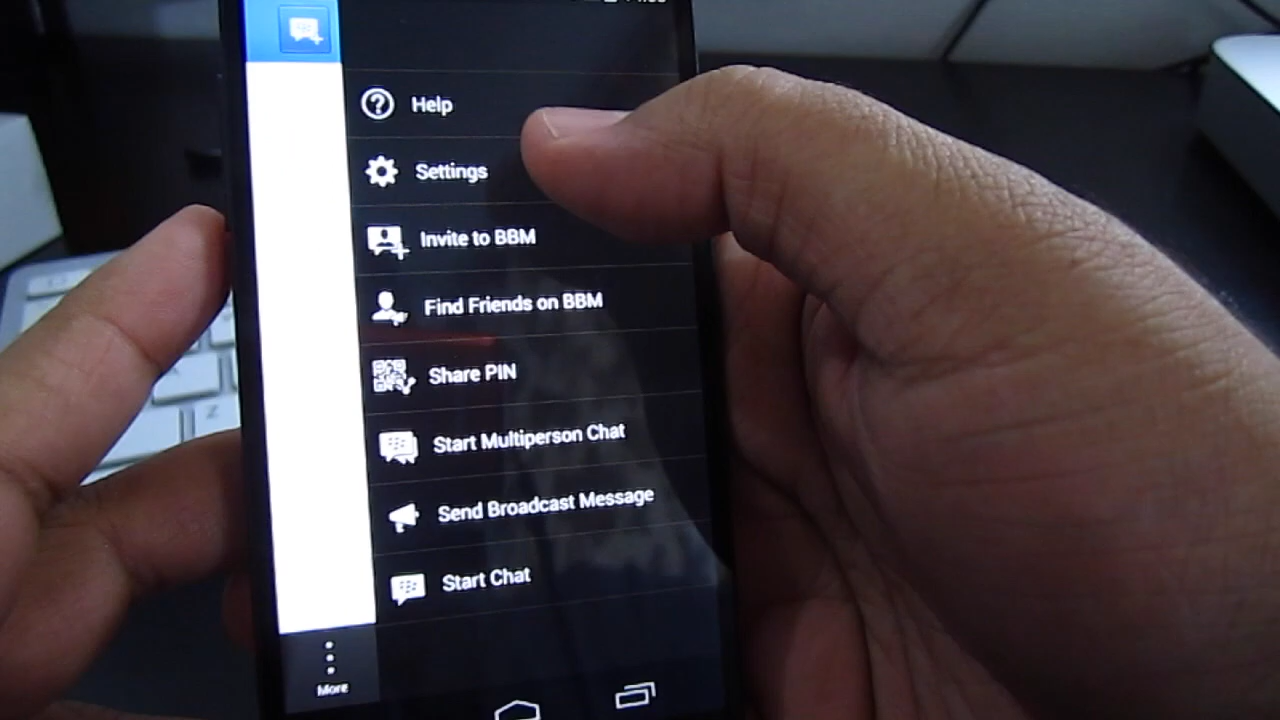 Help
Settings
Invite to BBM
Find Friends on BBM
Share PIN
Start Multiperson Chat
Send Broadcast Message
Start Chat
More
Z